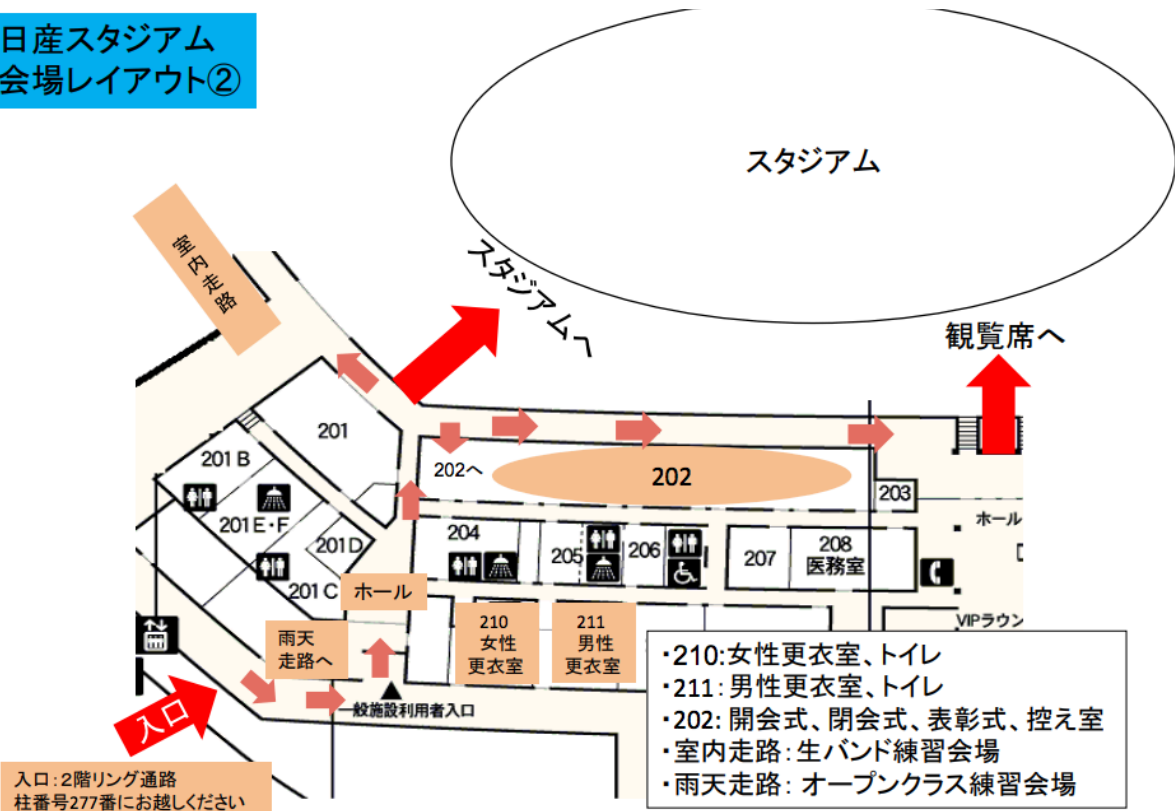 日産スタジアム
会場レイアウト②
スタジアム
室内走路
スタジアムへ
観覧席へ
201
202へ
202
203
201 B
201 E・F
201D
201 C
204
205
206
207
208
医務室
ホール
ホール
VIPラウン
210
女性
更衣室
211
男性
更衣室
雨天
走路へ
一般施設利用者入口
入口
・210:女性更衣室、トイレ
・211:男性更衣室、トイレ
・202:開会式、閉会式、表彰式、控え室
・室内走路:生バンド練習会場
・雨天走路:オープンクラス練習会場
入口:2階リング通路
柱番号277番にお越しください